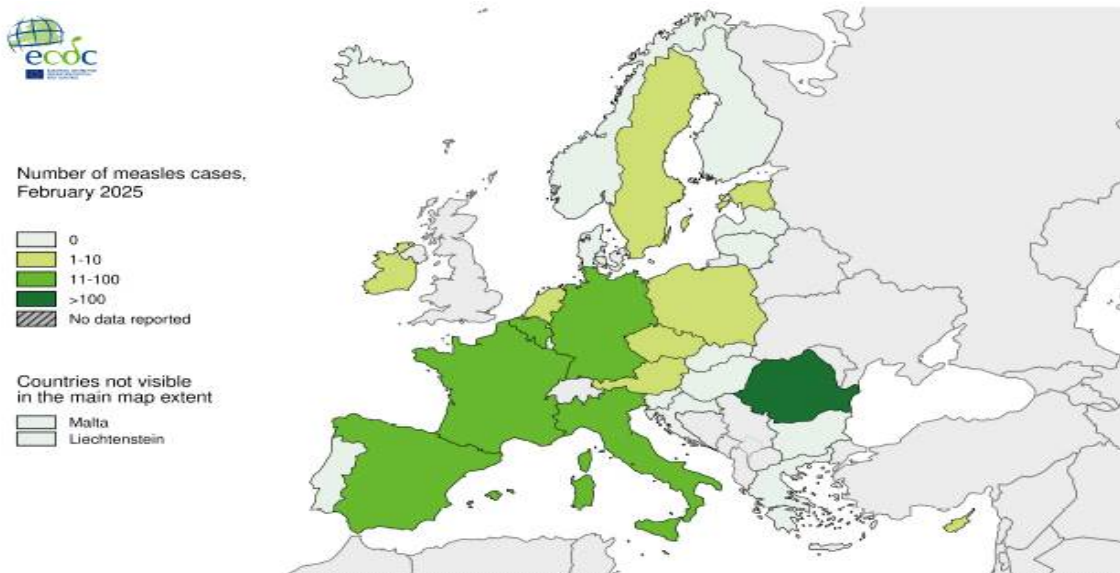 ecdc
Number of measles cases,
February 2025
0
1-10
11-100
>100
No data reported
Countries not visible
in the main map extent
Malta
Liechtenstein